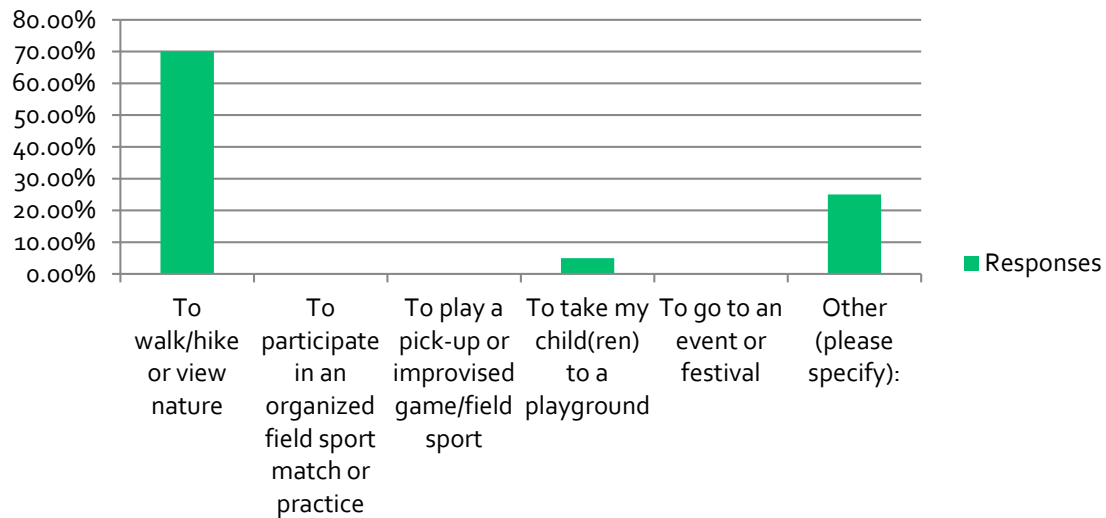 80.00%
70.00%
60.00%
50.00%
40.00%
30.00%
20.00%
10.00%
0.00%
To
walk/hike
or view
nature
To
participate
in an
organized
field sport
match or
practice
To play a
pick-up or
improvised
game/field
sport
To take my
child(ren)
to a
playground
To go to an
event or
festival
Other
(please
specify):
Responses